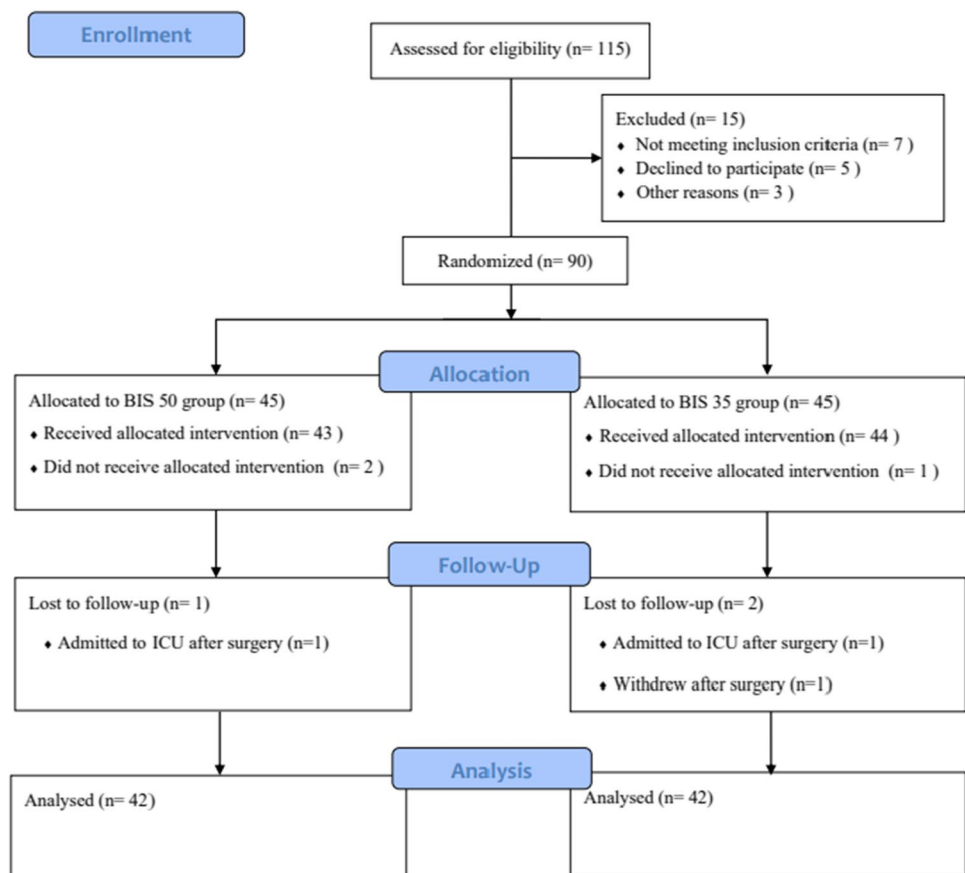 Enrollment
Assessed for eligibility (n= 115)
Excluded (n= 15)
♦ Not meeting inclusion criteria (n= 7 )
♦ Declined to participate (n= 5 )
♦ Other reasons (n= 3 )
Randomized (n= 90)
Allocation
Allocated to BIS 50 group (n= 45)
♦ Received allocated intervention (n= 43 )
♦ Did not receive allocated intervention (n= 2 )
Allocated to BIS 35 group (n= 45)
♦ Received allocated intervention (n= 44 )
♦ Did not receive allocated intervention (n= 1 )
Follow-Up
Lost to follow-up (n= 1)
♦ Admitted to ICU after surgery (n=1)
Lost to follow-up (n= 2)
♦ Admitted to ICU after surgery (n=1)
♦ Withdrew after surgery (n=1)
Analysis
Analysed (n= 42)
Analysed (n= 42)